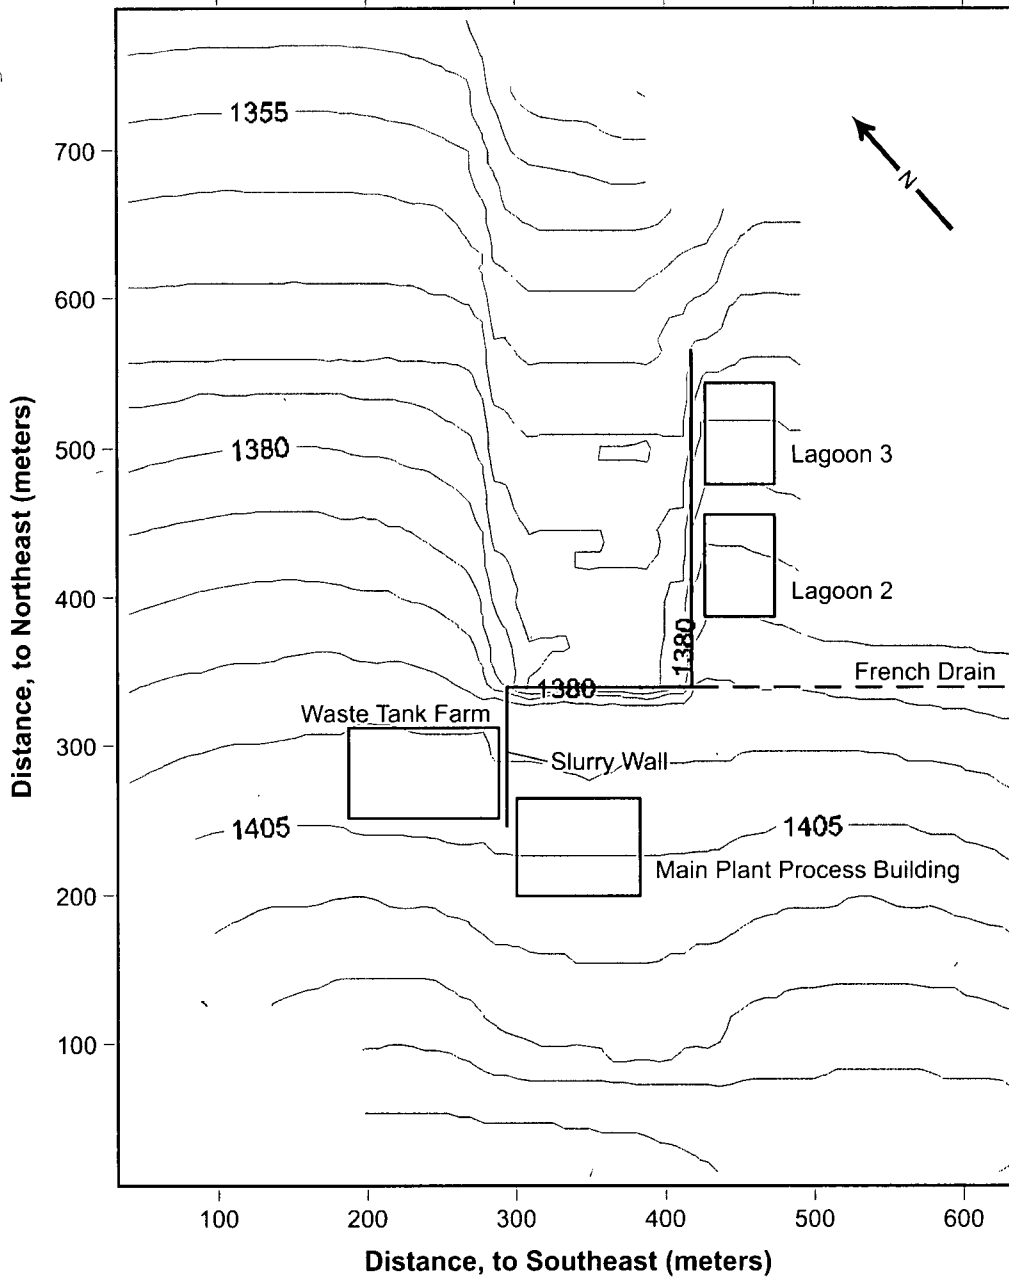 1355
N
700
600
500
400
300
200
100
Distance, to Northeast (meters)
1380
Lagoon 3
Lagoon 2
1380
French Drain
1380
Waste Tank Farm
Slurry Wall
1405
1405
Main Plant Process Building
100
200
300
400
500
600
Distance, to Southeast (meters)